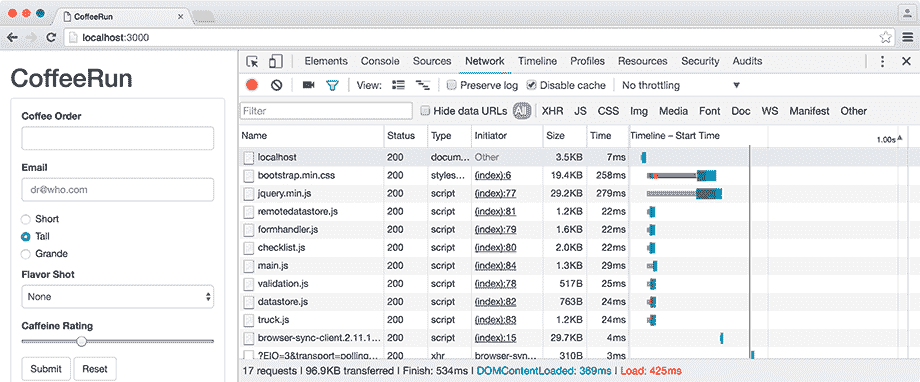 CoffeeRun
localhost:3000
CoffeeRun
Coffee Order
Email
dr@who.com
Short
Tall
Grande
Flavor Shot
None
Caffeine Rating
Submit Reset
Elements Console Sources Network Timeline Profiles Resources Security Audits
View: Preserve log Disable cache No throttling
Filter Hide data URLs All XHR JS CSS Img Media Font Doc WS Manifest Other
Name Status Type Initiator Size Time Timeline – Start Time 1.00s
localhost 200 docum... Other 3.5KB 7ms
bootstrap.min.css 200 styles... (index):6 19.4KB 258ms
jquery.min.js 200 script (index):77 29.2KB 279ms
remotedatastore.js 200 script (index):81 1.2KB 22ms
formhandler.js 200 script (index):79 1.6KB 22ms
checklist.js 200 script (index):80 2.0KB 22ms
main.js 200 script (index):84 1.3KB 29ms
validation.js 200 script (index):78 517B 25ms
datastore.js 200 script (index):82 763B 24ms
truck.js 200 script (index):83 1.2KB 24ms
browser-sync-client.2.11.1... 200 script (index):15 29.7KB 4ms
?EIO=3&transport=polling... 200 xhr browser-syn... 310B 3ms
17 requests | 96.9KB transferred | Finish: 534ms | DOMContentLoaded: 369ms | Load: 425ms